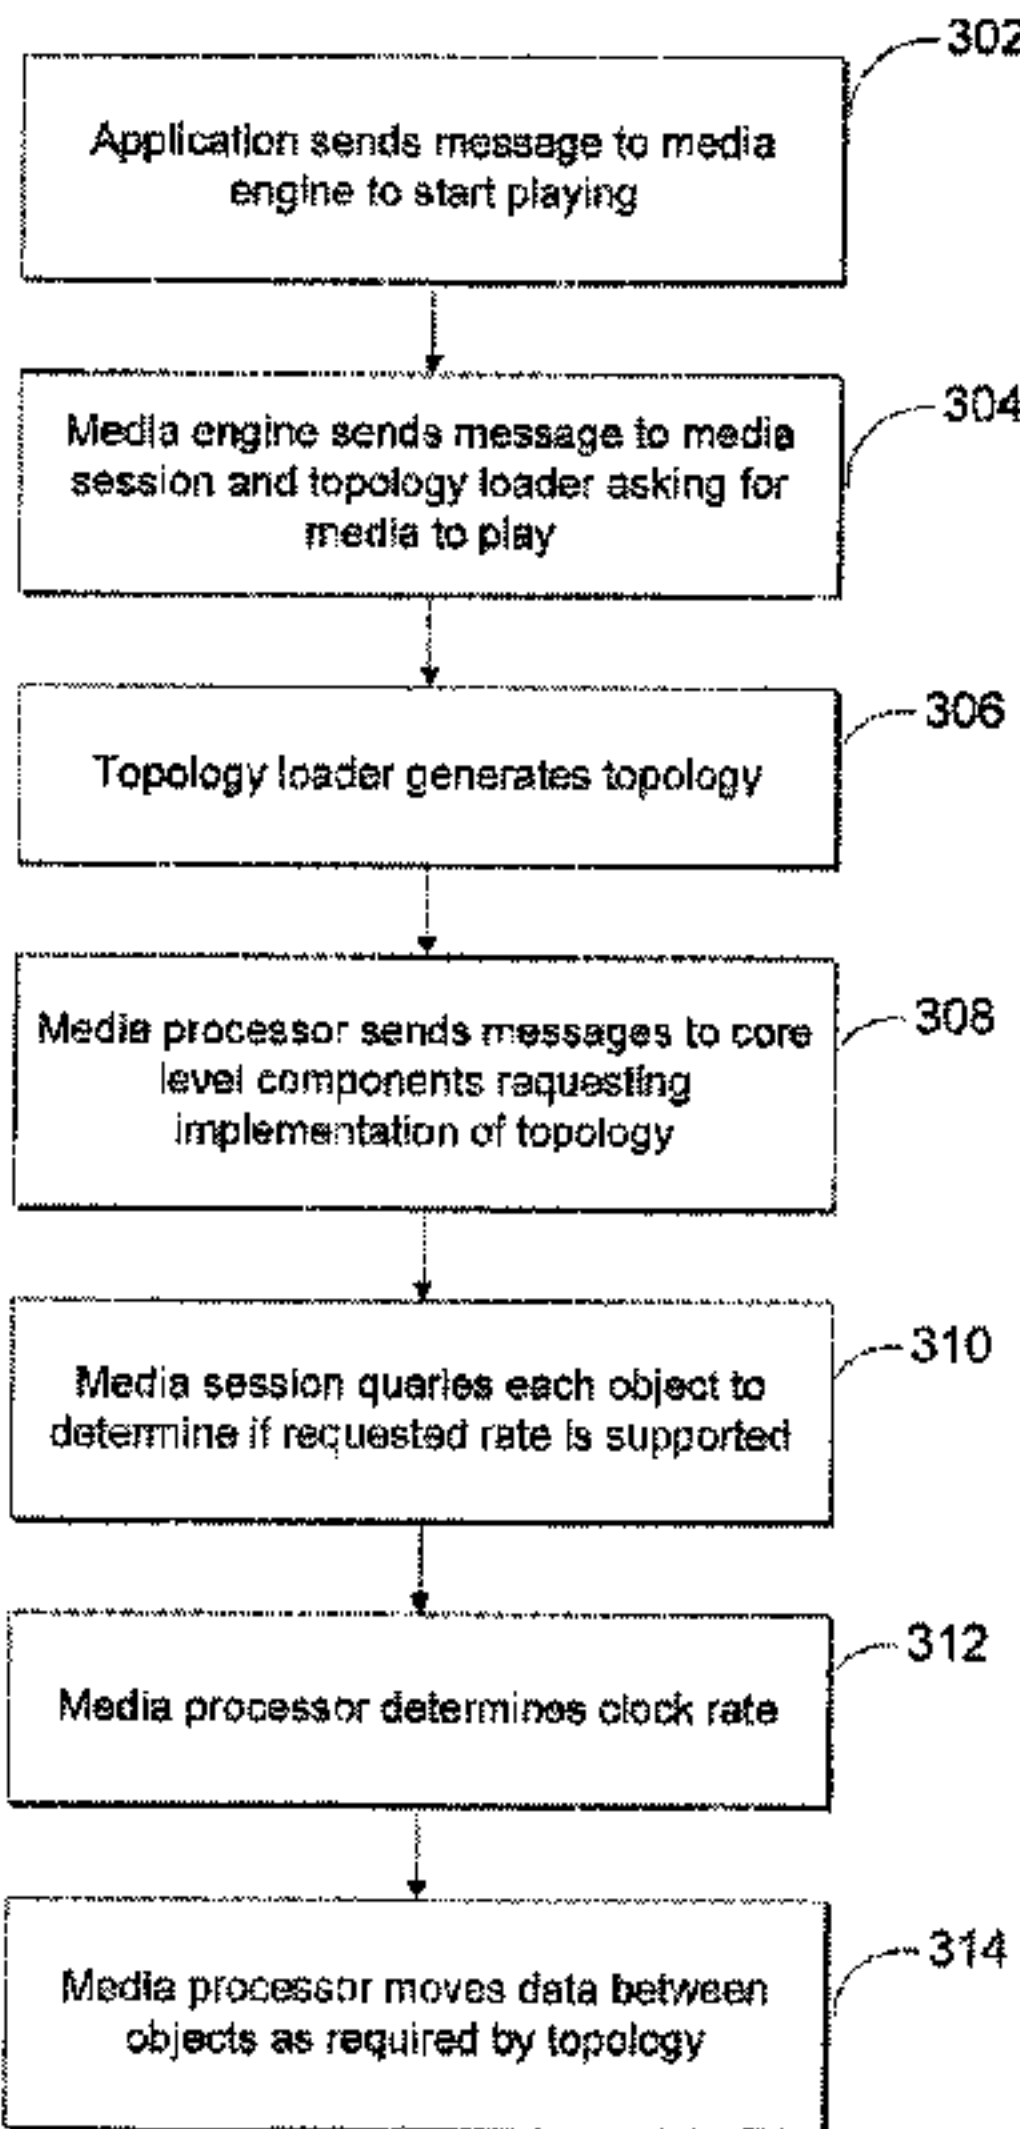 302
Application sends message to media
engine to start playing
304
Media engine sends message to media
session and topology loader asking for
media to play
306
Topology loader generates topology
308
Media processor sends messages to core
level components requesting
implementation of topology
310
Media session queries each object to
determine if requested rate is supported
312
Media processor determines clock rate
314
Media processor moves data between
objects as required by topology